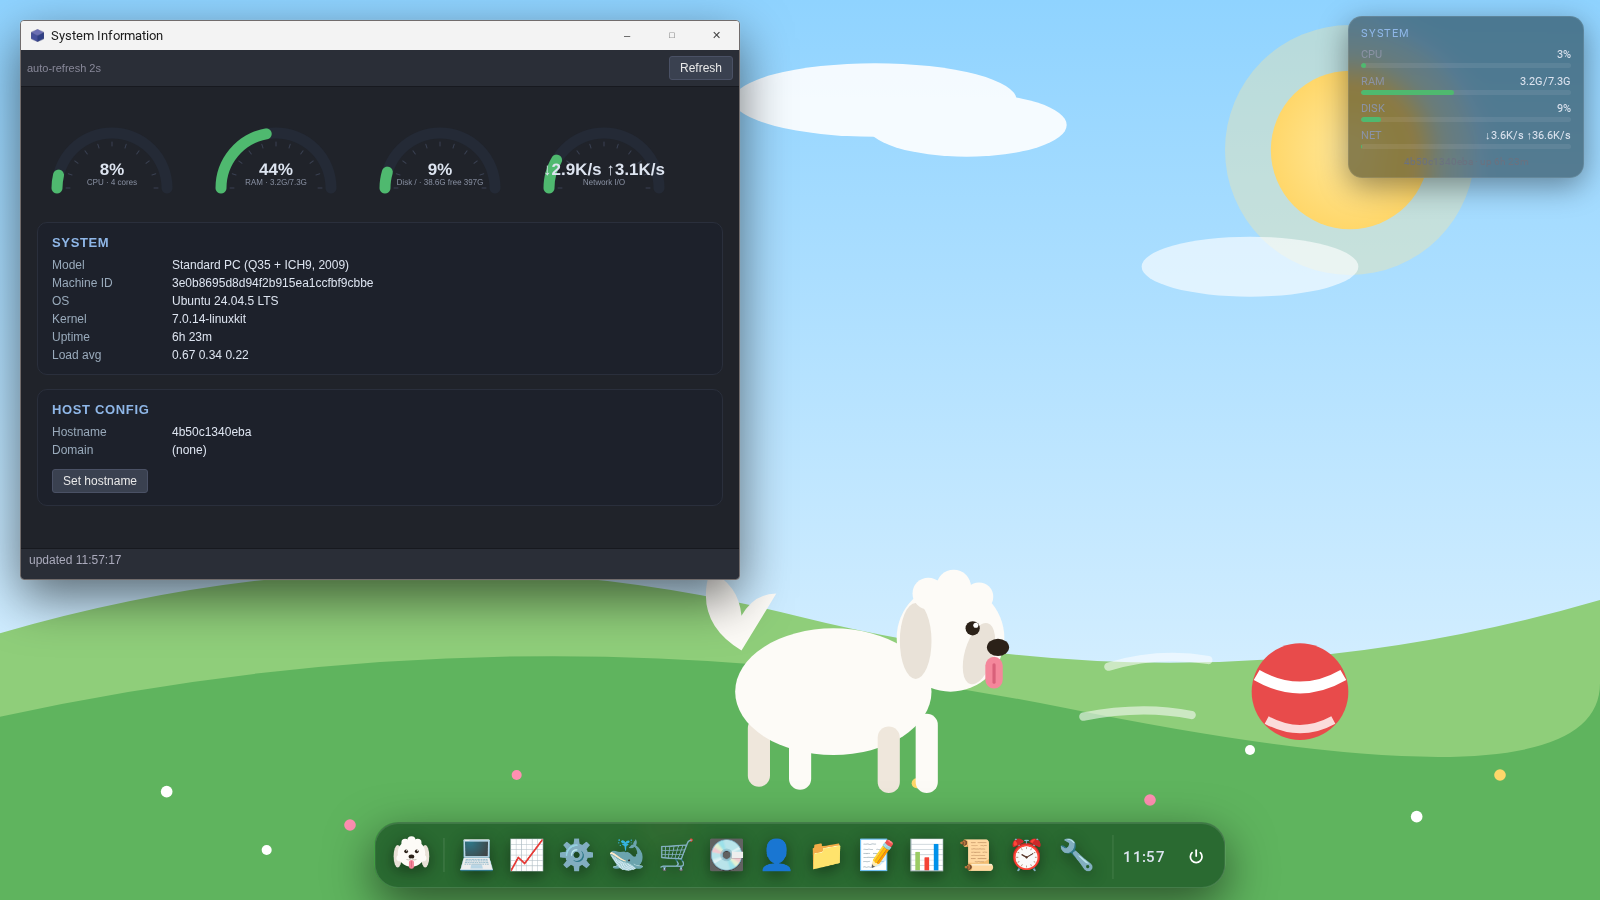 System Information
auto-refresh 2s
Refresh
8%
CPU · 4 cores
44%
RAM · 3.2G/7.3G
9%
Disk / · 38.6G free 397G
↓2.9K/s ↑3.1K/s
Network I/O
SYSTEM
Model Standard PC (Q35 + ICH9, 2009)
Machine ID 3e0b8695d8d94f2b915ea1ccfbf9cbbe
OS Ubuntu 24.04.5 LTS
Kernel 7.0.14-linuxkit
Uptime 6h 23m
Load avg 0.67 0.34 0.22
HOST CONFIG
Hostname 4b50c1340eba
Domain (none)
Set hostname
updated 11:57:17
SYSTEM
CPU 3%
RAM 3.2G/7.3G
DISK 9%
NET ↓3.6K/s ↑36.6K/s
11:57